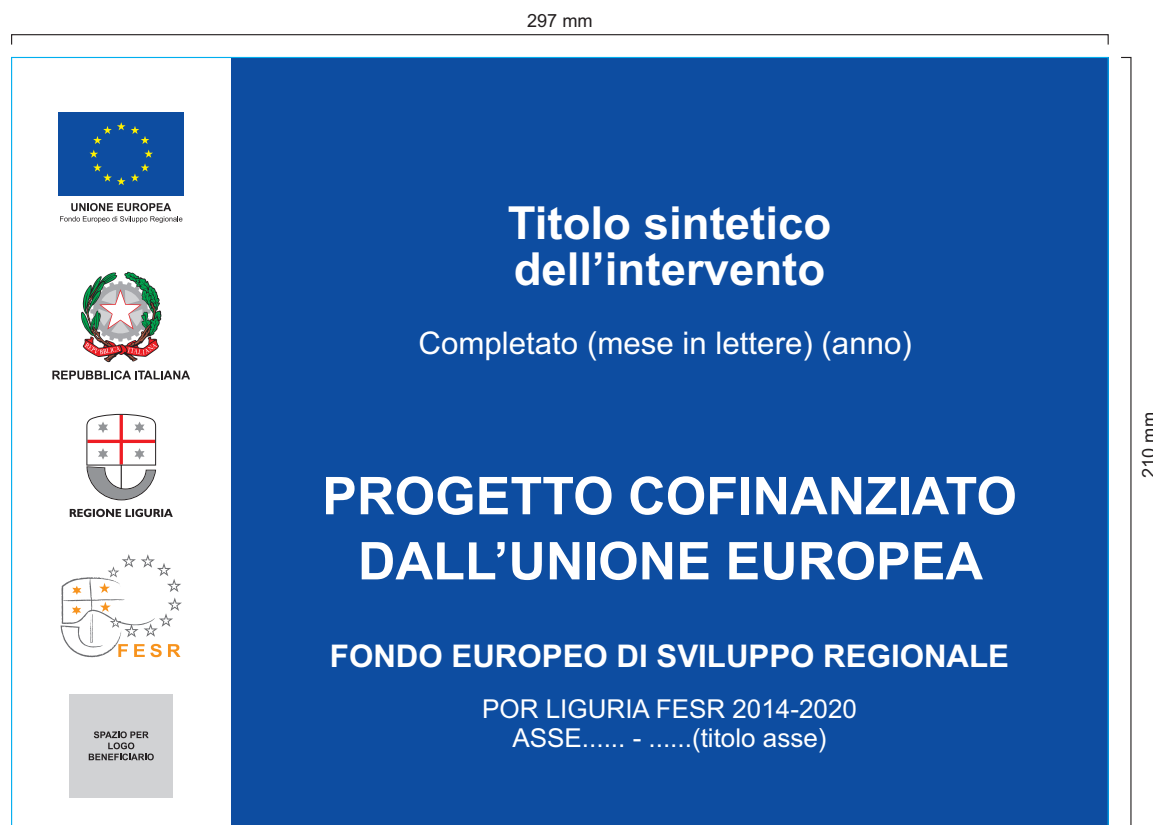 297 mm
UNIONE EUROPEA
Fondo Europeo di Sviluppo Regionale
REPUBBLICA ITALIANA
REPUBBLICA ITALIANA
REGIONE LIGURIA
FESR
SPAZIO PER
LOGO
BENEFICIARIO
Titolo sintetico
dell’intervento
Completato (mese in lettere) (anno)
PROGETTO COFINANZIATO
DALL’UNIONE EUROPEA
FONDO EUROPEO DI SVILUPPO REGIONALE
POR LIGURIA FESR 2014-2020
ASSE...... - ......(titolo asse)
210 mm